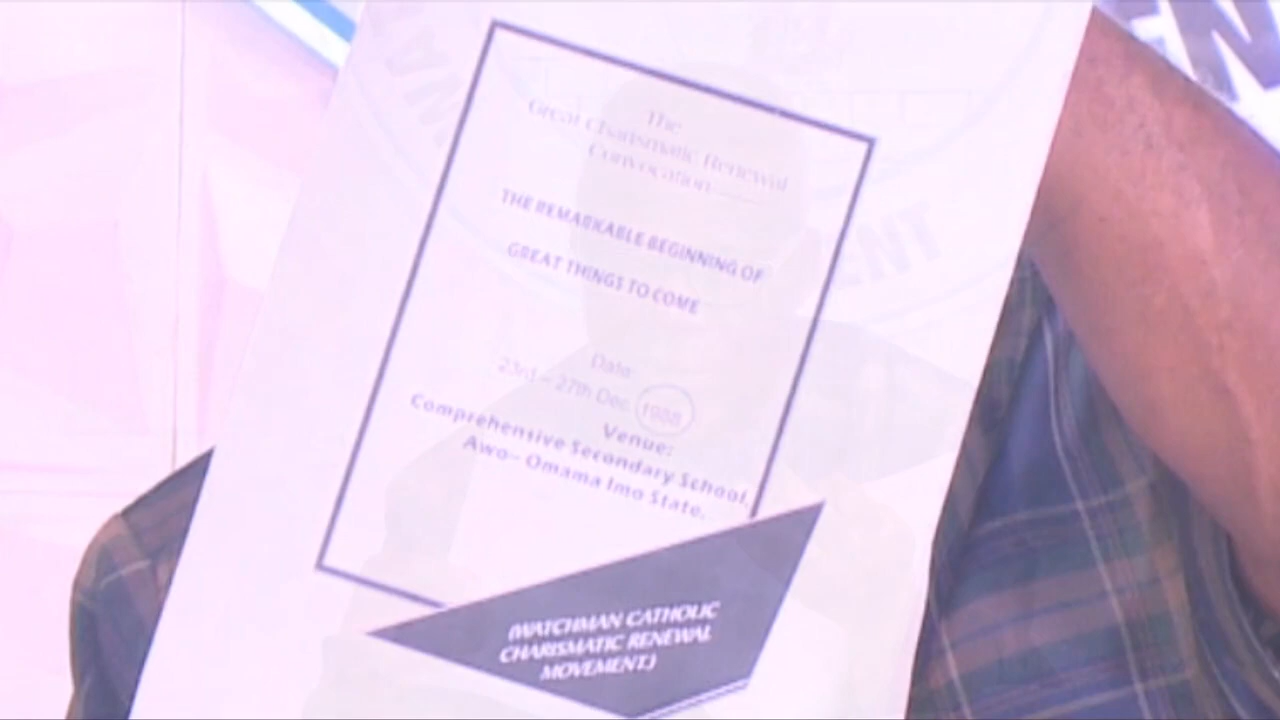 The
Great Charismatic Renewal
Convocation
THE REMARKABLE BEGINNING OF
GREAT THINGS TO COME
Date:
23rd - 27th Dec. 1988
Venue:
Comprehensive Secondary School,
Awo - Omama Imo State.
(WATCHMAN CATHOLIC
CHARISMATIC RENEWAL
MOVEMENT.)